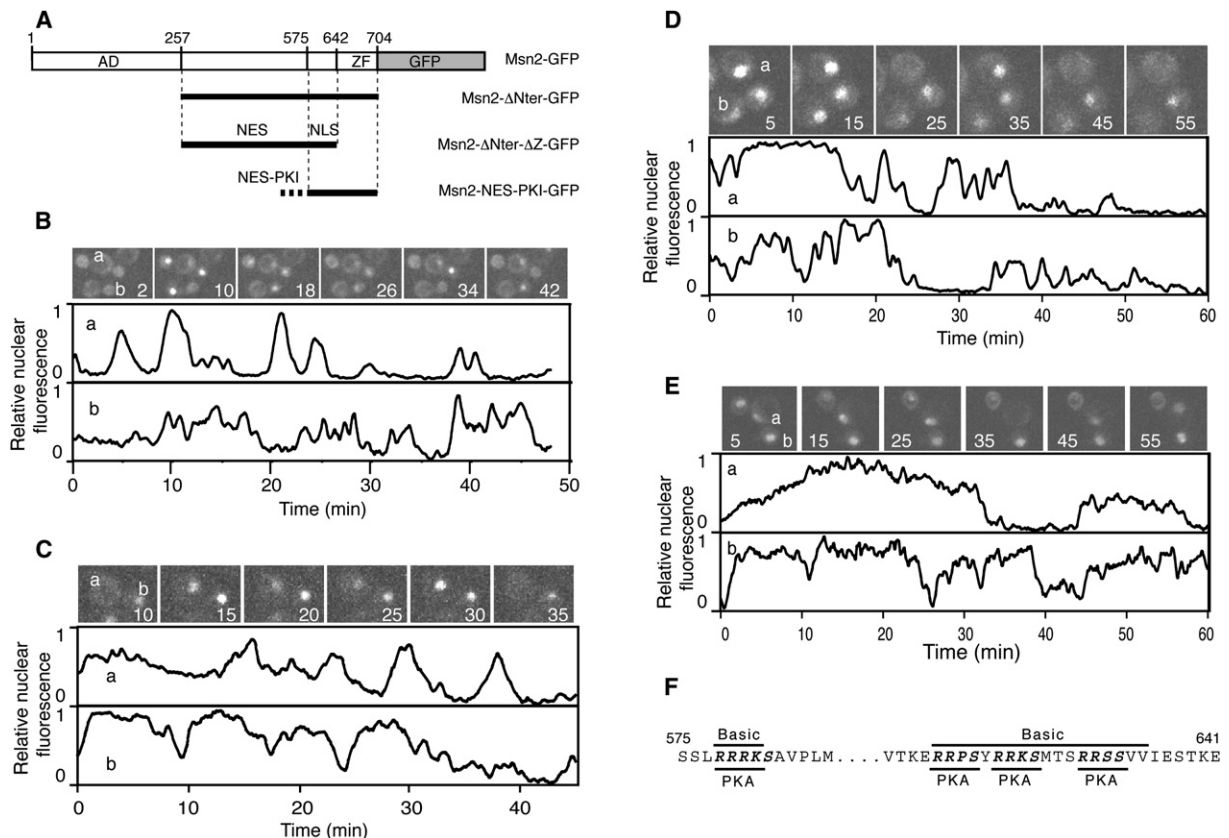 A
1 257 575 642 704
AD ZF GFP Msn2-GFP
Msn2-ΔNter-GFP
NES NLS
Msn2-ΔNter-ΔZ-GFP
NES-PKI
Msn2-NES-PKI-GFP
B
a b 2 10 18 26 34 42
Relative nuclear
fluorescence
1
a
0
1
b
0
0 10 20 30 40 50
Time (min)
C
a b 10 15 20 25 30 35
Relative nuclear
fluorescence
1
a
0
1
b
0
0 10 20 30 40
Time (min)
D
a b 5 15 25 35 45 55
Relative nuclear
fluorescence
1
0
a
1
b
0
0 10 20 30 40 50 60
Time (min)
E
a b 5 15 25 35 45 55
Relative nuclear
fluorescence
1
a
0
1
b
0
0 10 20 30 40 50 60
Time (min)
F
575 Basic Basic 641
SSLRRRKSAVPLM....VTKERRPSYRRKSMTSRRSSVVIESTKE
PKA PKA PKA PKA